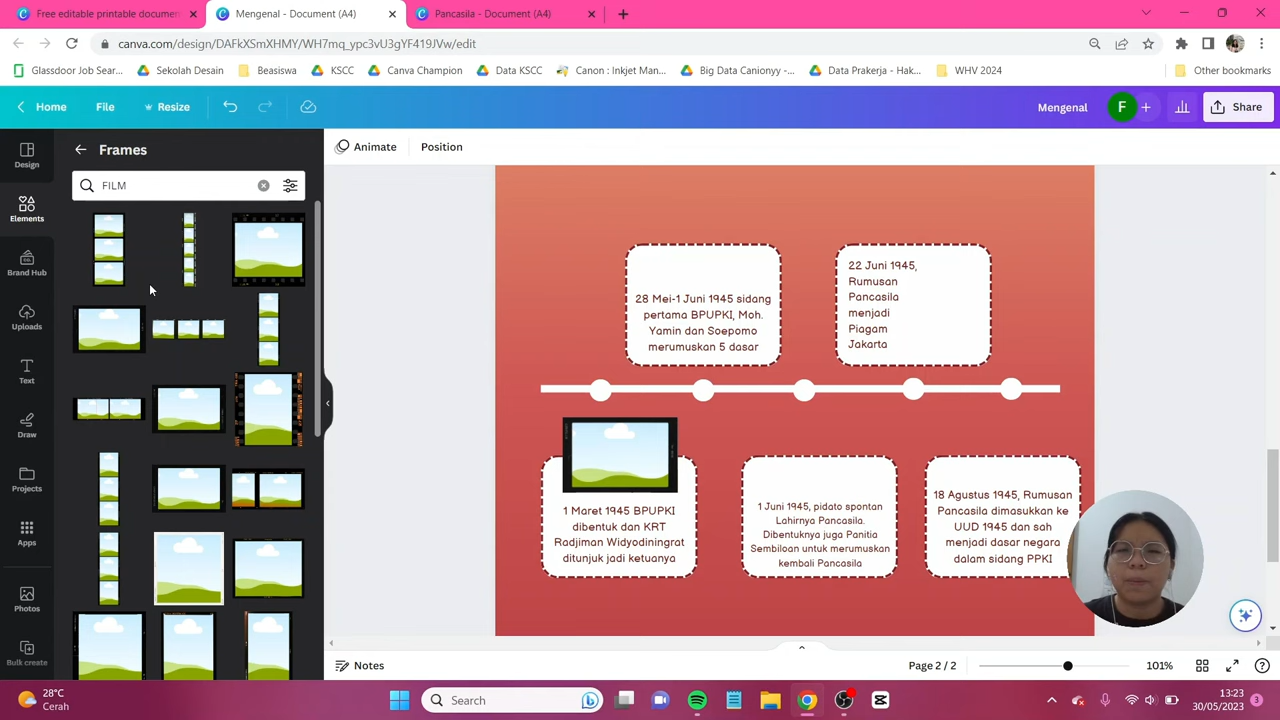 Free editable printable documen
Mengenal - Document (A4)
Pancasila - Document (A4)
canva.com/design/DAFkXSmXHMY/WH7mq_ypc3vU3gYF419JVw/edit
Glassdoor Job Sear...
Sekolah Desain
Beasiswa
KSCC
Canva Champion
Data KSCC
Canon : Inkjet Man...
Big Data Canionyy -...
Data Prakerja - Hak...
WHV 2024
Other bookmarks
Home
File
Resize
Mengenal
F
Share
Design
Elements
Brand Hub
Uploads
Text
Draw
Projects
Apps
Photos
Bulk create
Frames
FILM
Animate
Position
28 Mei-1 Juni 1945 sidang
pertama BPUPKI, Moh.
Yamin dan Soepomo
merumuskan 5 dasar
22 Juni 1945,
Rumusan
Pancasila
menjadi
Piagam
Jakarta
1 Maret 1945 BPUPKI
dibentuk dan KRT
Radjiman Widyodiningrat
ditunjuk jadi ketuanya
1 Juni 1945, pidato spontan
Lahirnya Pancasila.
Dibentuknya juga Panitia
Sembiloan untuk merumuskan
kembali Pancasila
18 Agustus 1945, Rumusan
Pancasila dimasukkan ke
UUD 1945 dan sah
menjadi dasar negara
dalam sidang PPKI
Notes
Page 2 / 2
101%
28°C
Cerah
Search
13:23
30/05/2023
3